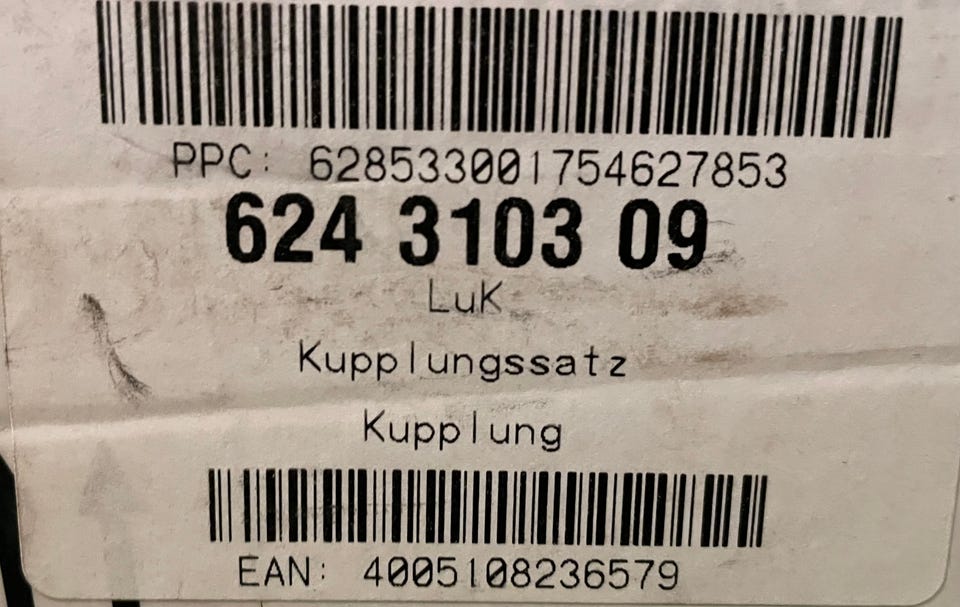 PPC: 628533001754627853
624 3103 09
LuK
Kupplungssatz
Kupplung
EAN: 4005108236579